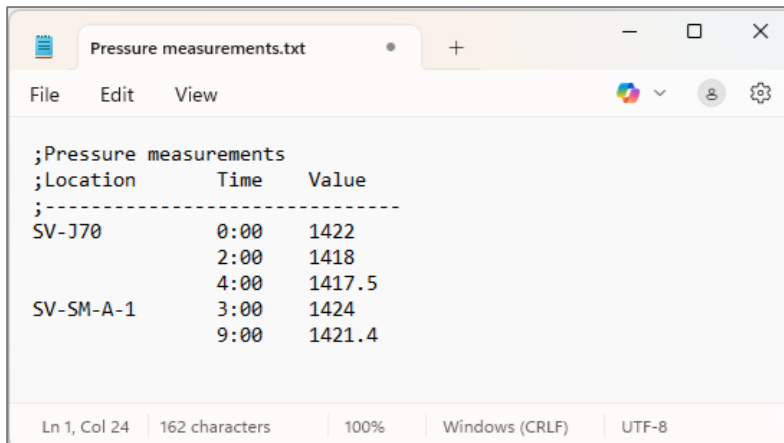 Pressure measurements.txt
File Edit View
;Pressure measurements
;Location Time Value
;-------------------------------
SV-J70 0:00 1422
2:00 1418
4:00 1417.5
SV-SM-A-1 3:00 1424
9:00 1421.4
Ln 1, Col 24 162 characters 100% Windows (CRLF) UTF-8